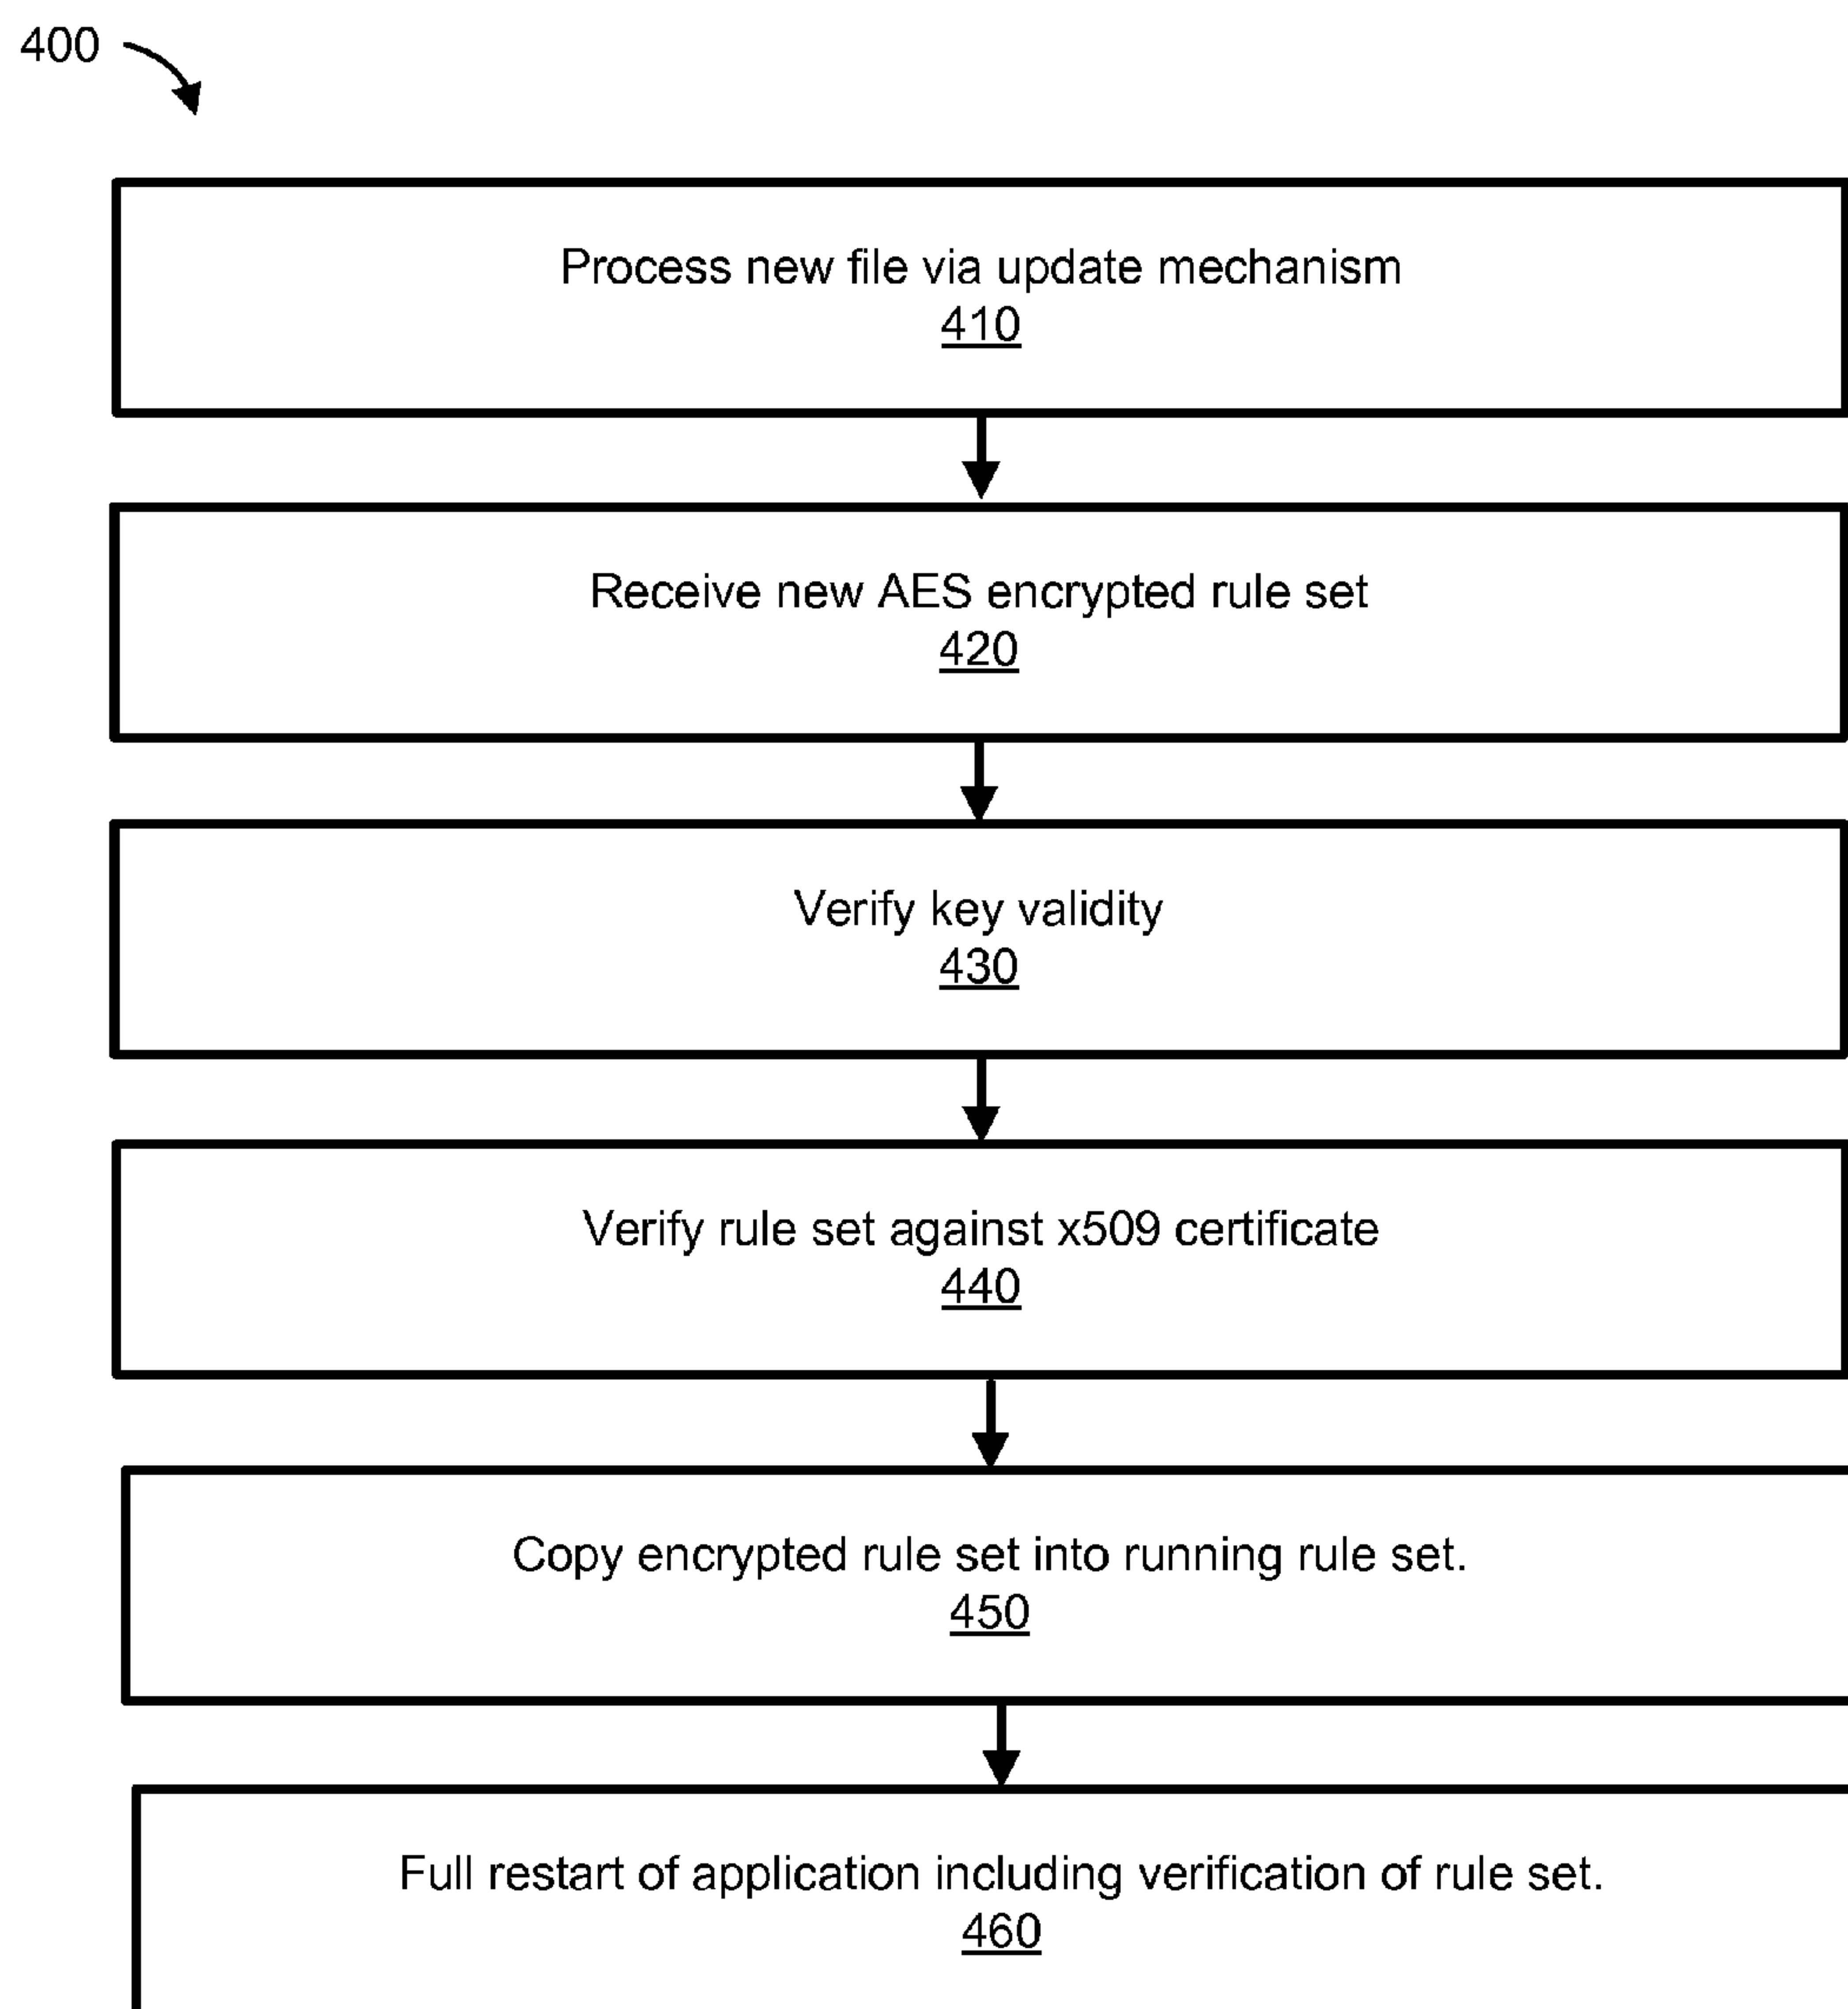 400
Process new file via update mechanism
410
Receive new AES encrypted rule set
420
Verify key validity
430
Verify rule set against x509 certificate
440
Copy encrypted rule set into running rule set.
450
Full restart of application including verification of rule set.
460